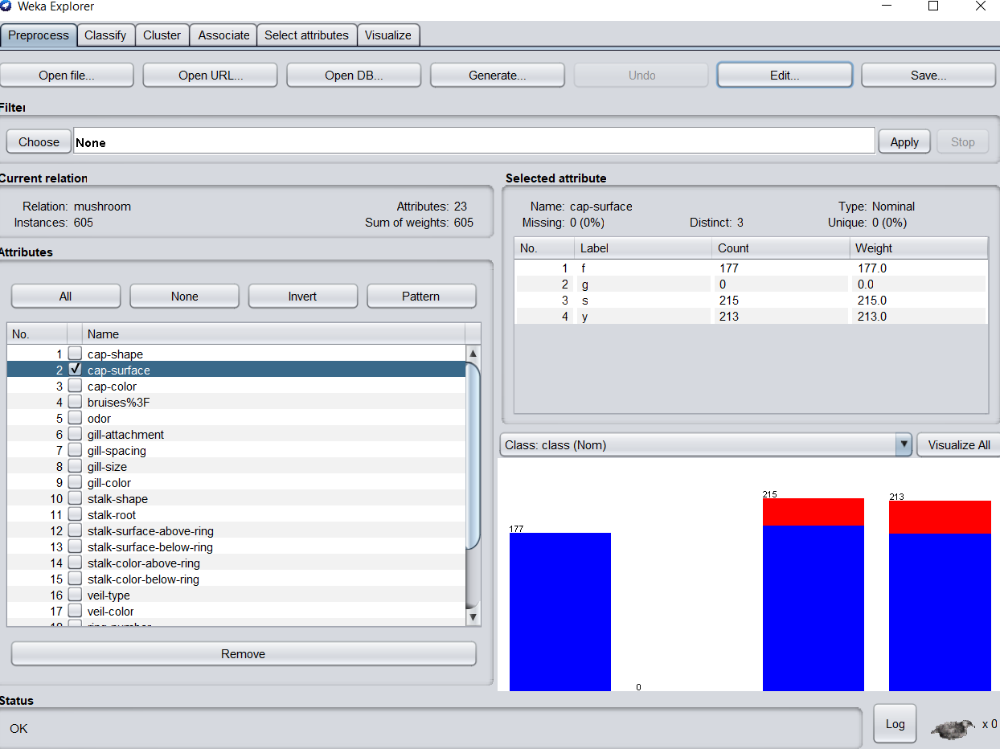 Weka Explorer
Preprocess Classify Cluster Associate Select attributes Visualize
Open file... Open URL... Open DB... Generate... Undo Edit... Save...
Filter
Choose None Apply Stop
Current relation
Relation: mushroom Attributes: 23
Instances: 605 Sum of weights: 605
Attributes
All None Invert Pattern
No. Name
1 cap-shape
2 cap-surface
3 cap-color
4 bruises%3F
5 odor
6 gill-attachment
7 gill-spacing
8 gill-size
9 gill-color
10 stalk-shape
11 stalk-root
12 stalk-surface-above-ring
13 stalk-surface-below-ring
14 stalk-color-above-ring
15 stalk-color-below-ring
16 veil-type
17 veil-color
18 ring-number
Remove
Selected attribute
Name: cap-surface Type: Nominal
Missing: 0 (0%) Distinct: 3 Unique: 0 (0%)
No. Label Count Weight
1 f 177 177.0
2 g 0 0.0
3 s 215 215.0
4 y 213 213.0
Class: class (Nom) Visualize All
177 0 215 213
Status
OK Log x 0